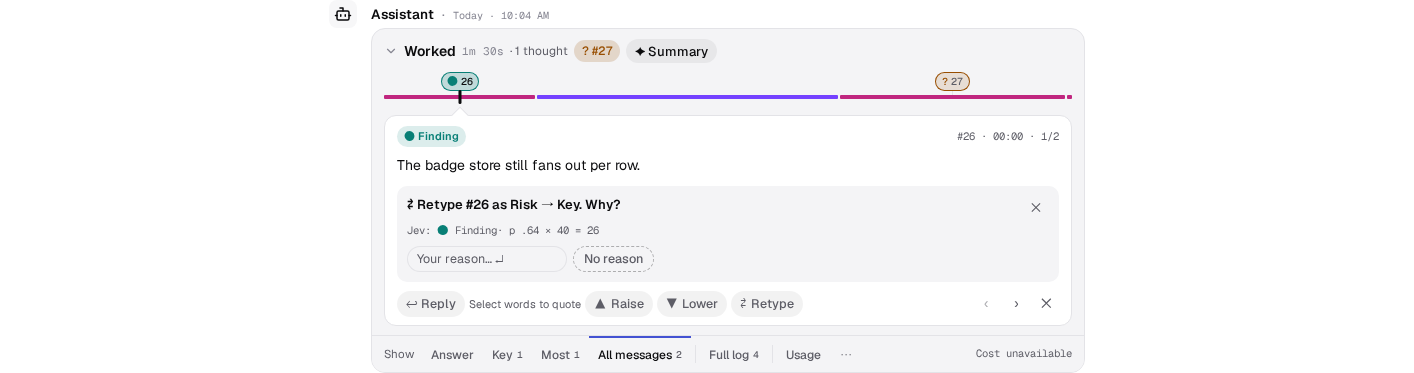 Assistant · Today · 10:04 AM
Worked 1m 30s · 1 thought ? #27 ✦ Summary
26 ? 27
Finding #26 · 00:00 · 1/2
The badge store still fans out per row.
⇄ Retype #26 as Risk → Key. Why? ×
Jev: Finding· p .64 × 40 = 26
Your reason… ↵ No reason
↩ Reply Select words to quote ▲ Raise ▼ Lower ⇄ Retype ‹ › ×
Show Answer Key 1 Most 1 All messages 2 Full log 4 Usage ··· Cost unavailable